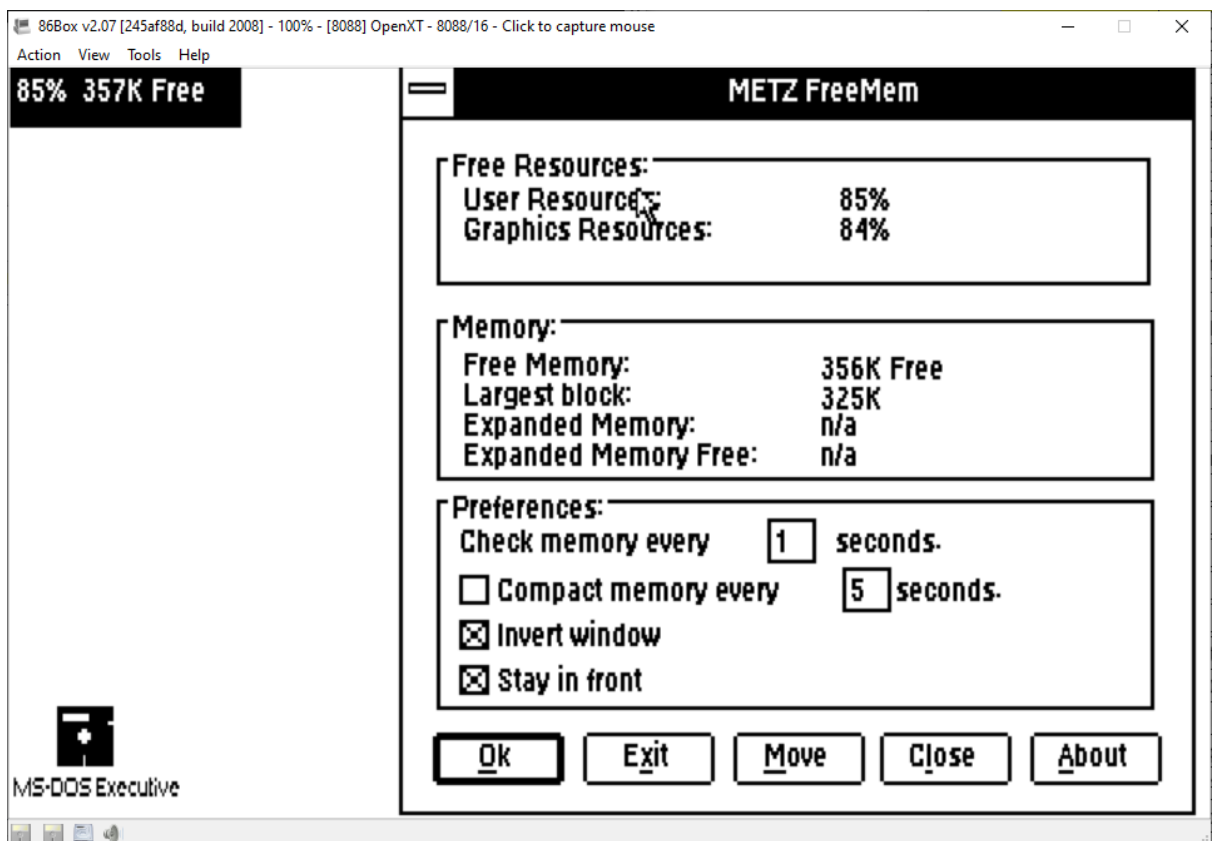 86Box v2.07 [245af88d, build 2008] - 100% - [8088] OpenXT - 8088/16 - Click to capture mouse
Action View Tools Help
85% 357K Free
METZ FreeMem
Free Resources:
User Resources: 85%
Graphics Resources: 84%
Memory:
Free Memory: 356K Free
Largest block: 325K
Expanded Memory: n/a
Expanded Memory Free: n/a
Preferences:
Check memory every 1 seconds.
Compact memory every 5 seconds.
Invert window
Stay in front
Ok Exit Move Close About
MS-DOS Executive